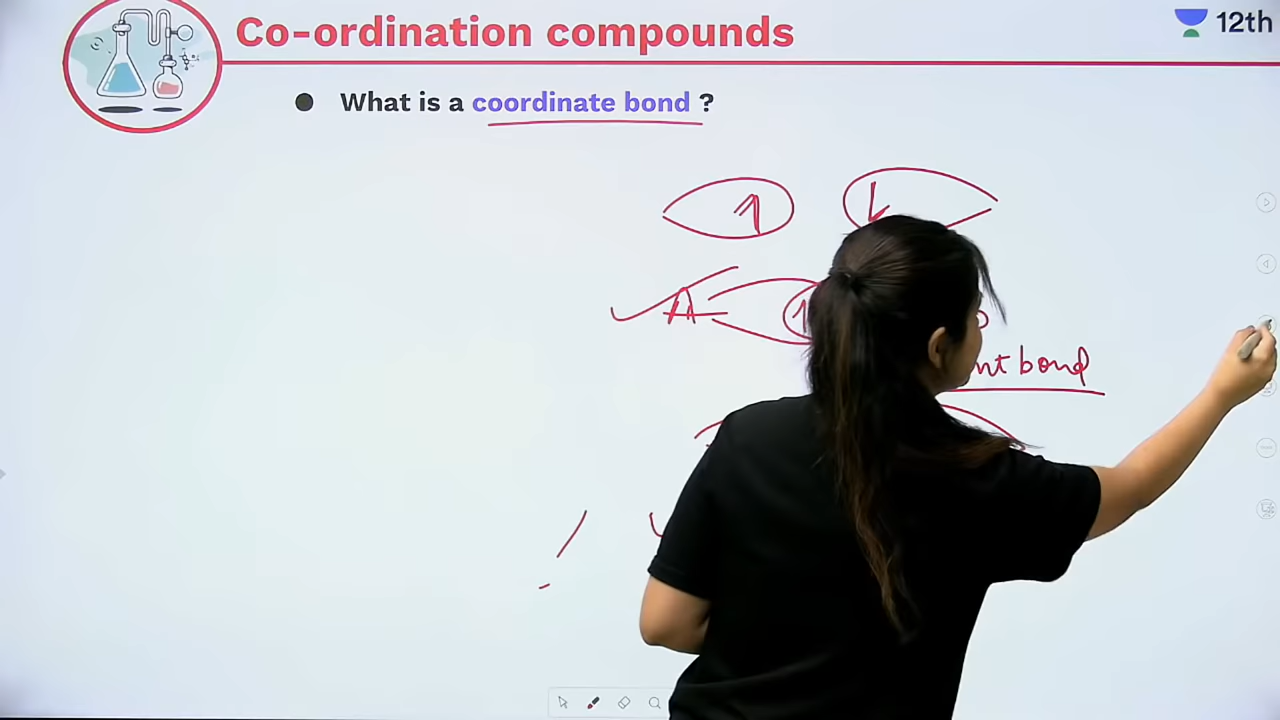 Co-ordination compounds
12th
What is a coordinate bond ?
A
nt bond